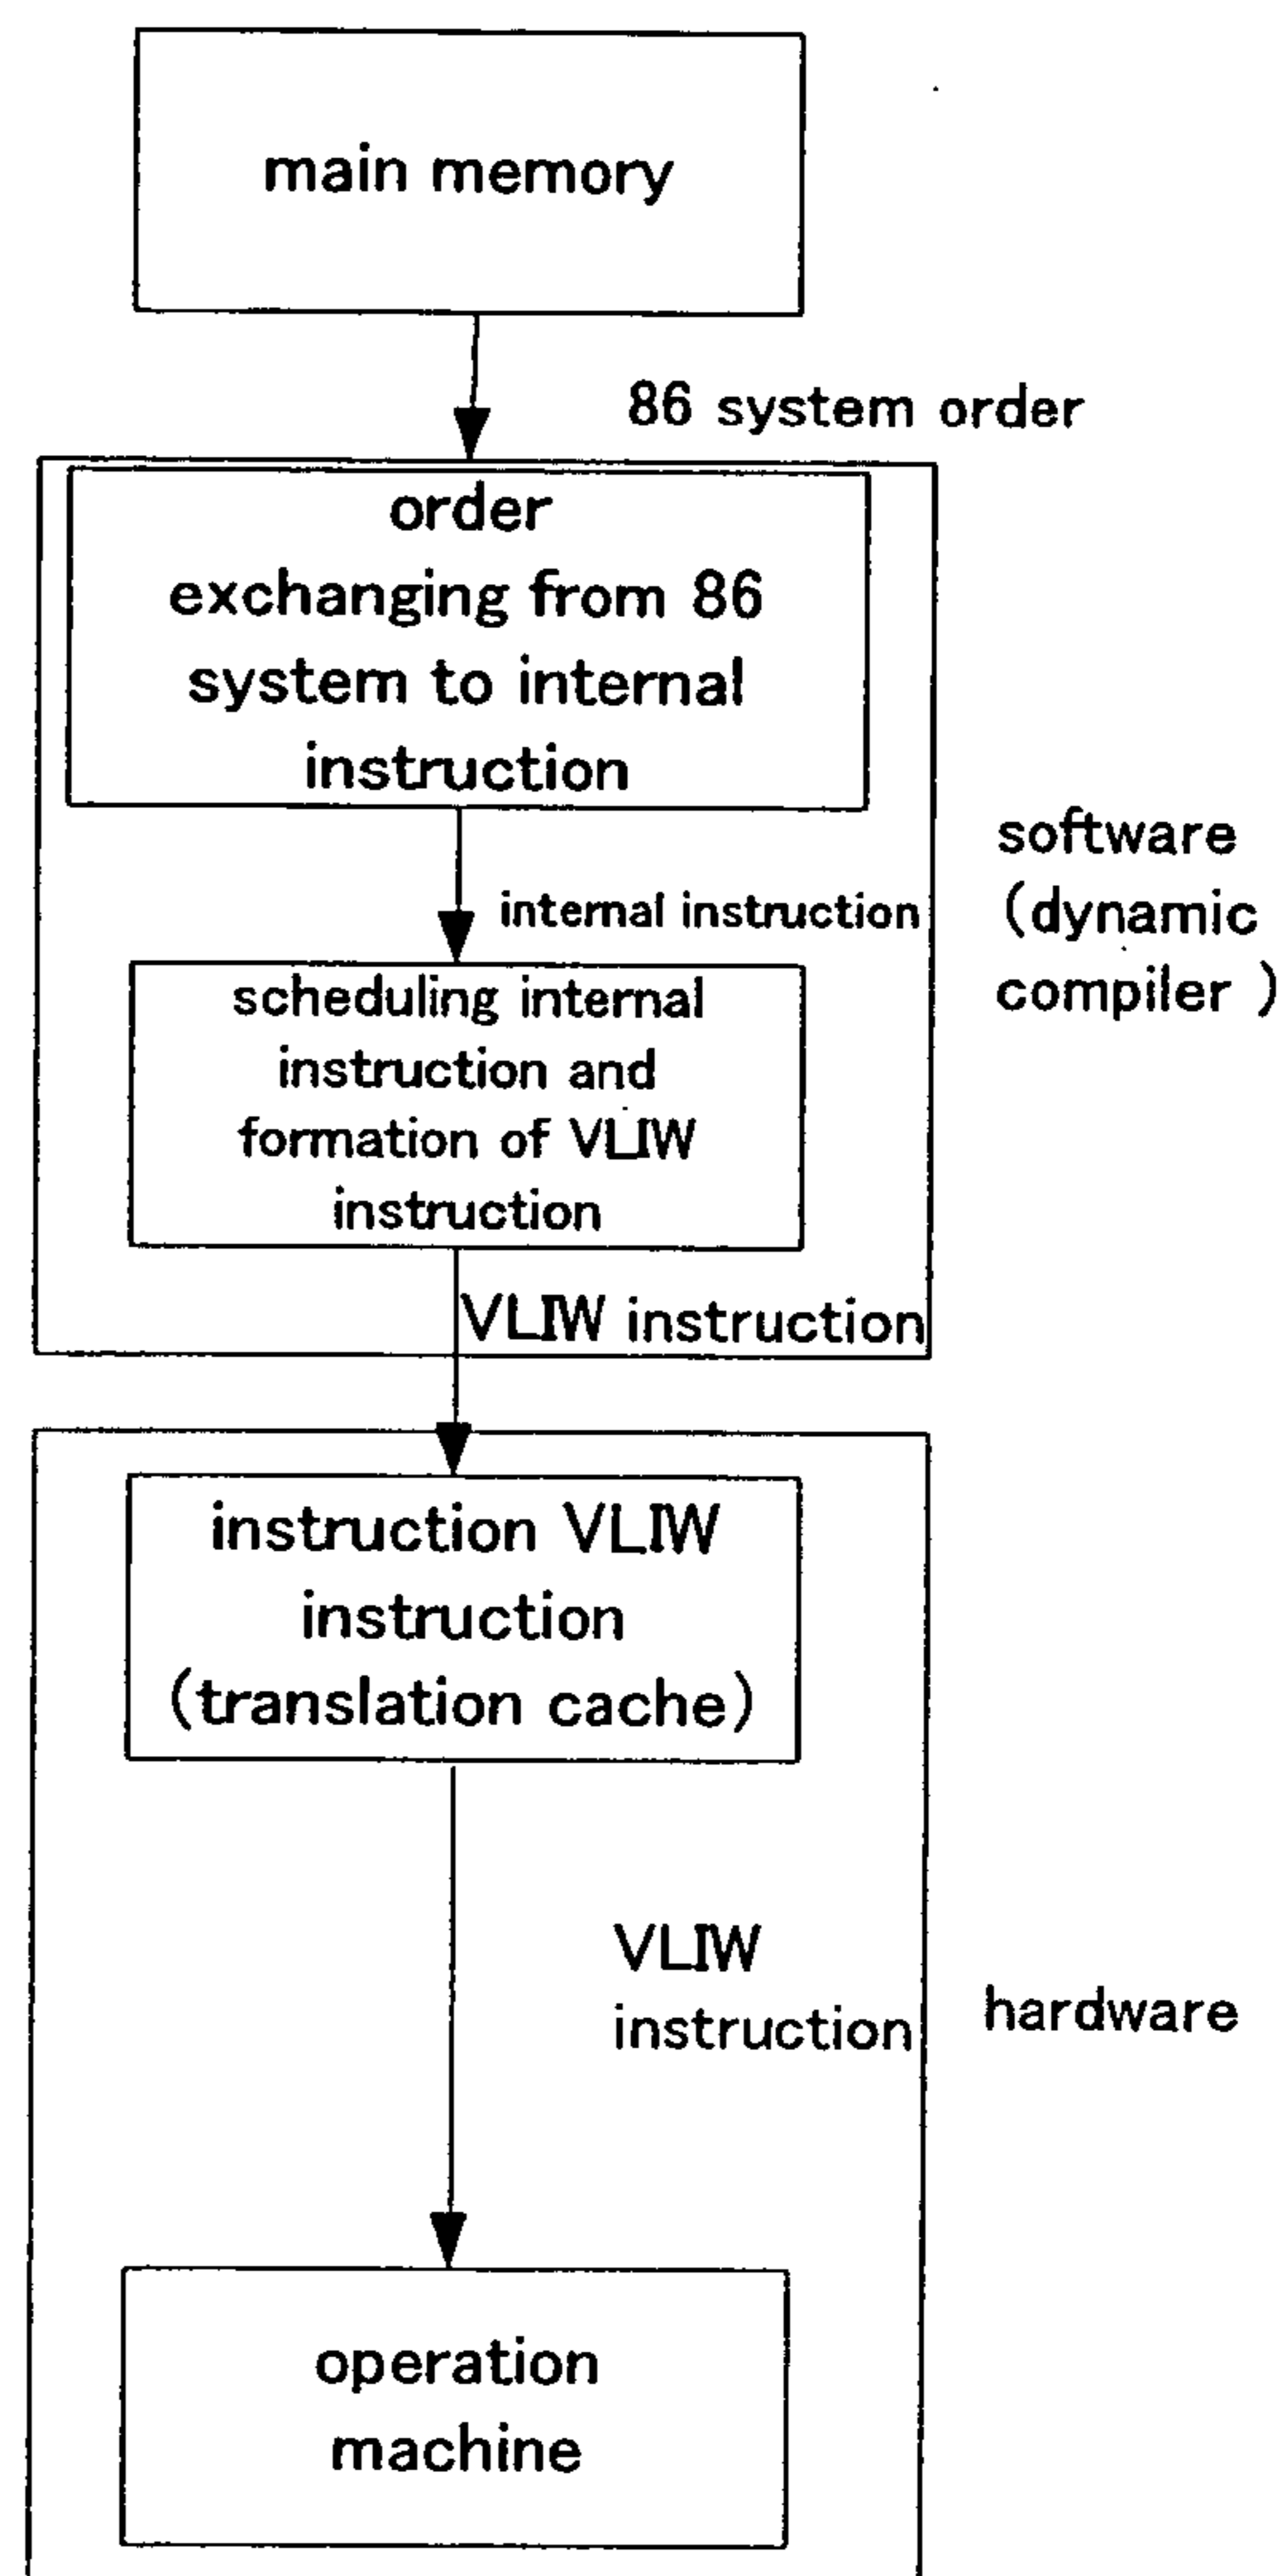 main memory
86 system order
order
exchanging from 86
system to internal
instruction
internal instruction
software
(dynamic
compiler )
scheduling internal
instruction and
formation of VLIW
instruction
VLIW instruction
instruction VLIW
instruction
(translation cache)
VLIW
instruction
hardware
operation
machine